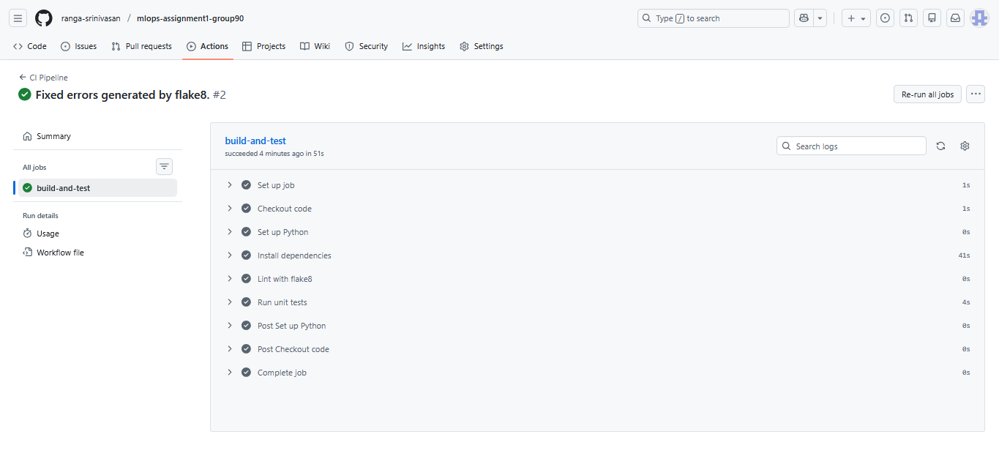 ranga-srinivasan / mlops-assignment1-group90
Type / to search
Code Issues Pull requests Actions Projects Wiki Security Insights Settings
CI Pipeline
Fixed errors generated by flake8. #2
Re-run all jobs
Summary
All jobs
build-and-test
Run details
Usage
Workflow file
build-and-test
succeeded 4 minutes ago in 51s
Search logs
Set up job 1s
Checkout code 1s
Set up Python 0s
Install dependencies 41s
Lint with flake8 0s
Run unit tests 4s
Post Set up Python 0s
Post Checkout code 0s
Complete job 0s